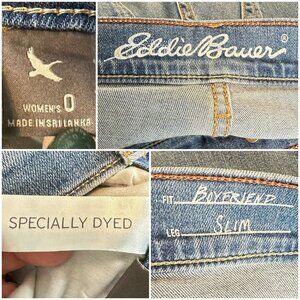 WOMEN'S 0
MADE IN SRI LANKA
Eddie Bauer ®
SPECIALLY DYED
FIT BOYFRIEND
LEG SLIM